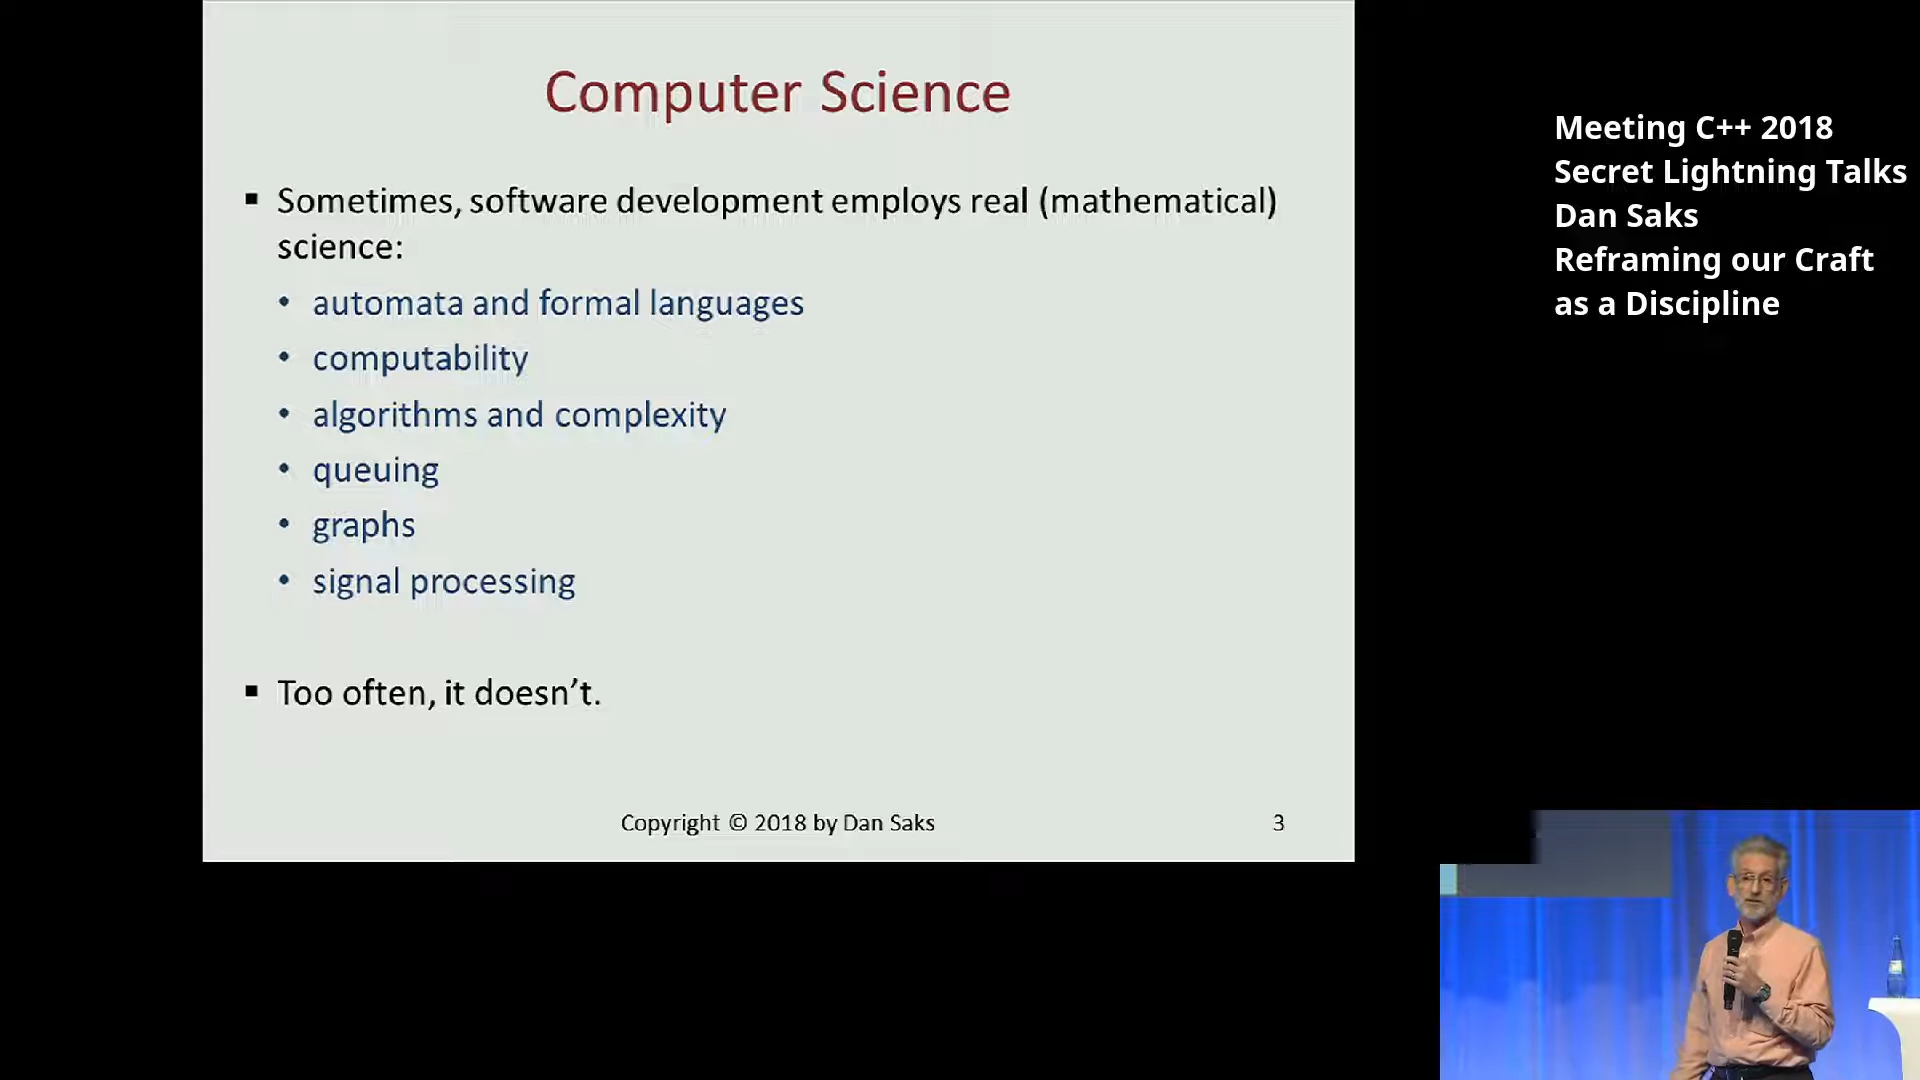 Computer Science
▪ Sometimes, software development employs real (mathematical)
science:
• automata and formal languages
• computability
• algorithms and complexity
• queuing
• graphs
• signal processing
▪ Too often, it doesn’t.
Copyright © 2018 by Dan Saks
3
Meeting C++ 2018
Secret Lightning Talks
Dan Saks
Reframing our Craft
as a Discipline